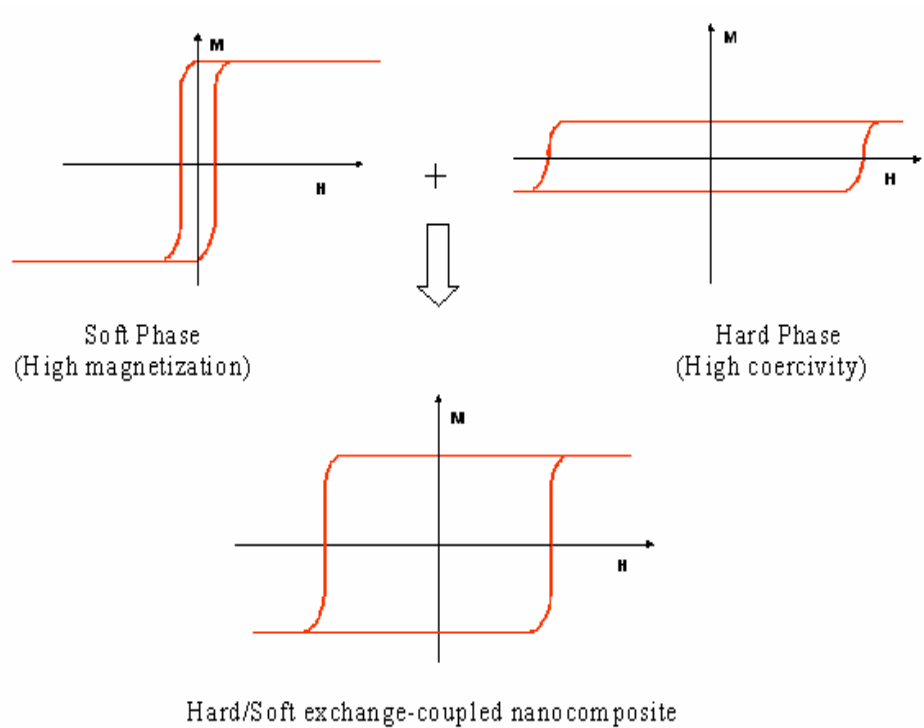 M
H
M
H
+
Soft Phase
(High magnetization)
Hard Phase
(High coercivity)
M
H
Hard/Soft exchange-coupled nanocomposite